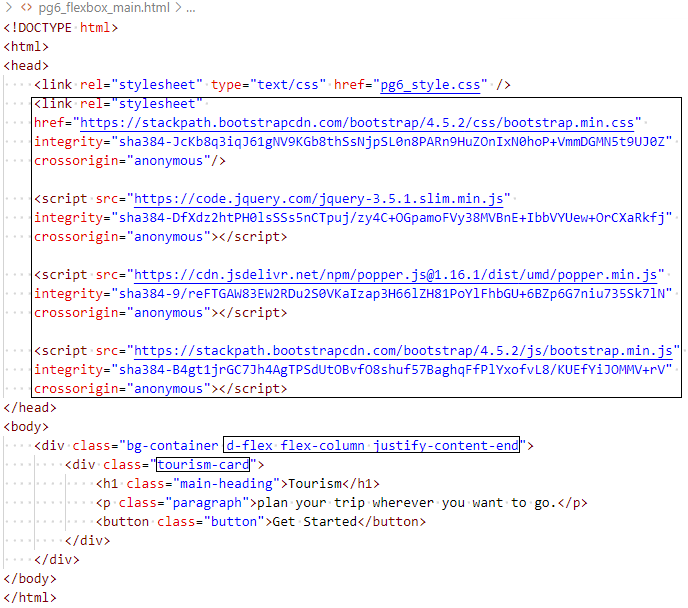 pg6_flexbox_main.html > ...
<!DOCTYPE html>
<html>
<head>
<link rel="stylesheet" type="text/css" href="pg6_style.css" />
<link rel="stylesheet"
href="https://stackpath.bootstrapcdn.com/bootstrap/4.5.2/css/bootstrap.min.css"
integrity="sha384-JcKb8q3iqJ61gNV9KGb8thSsNjpSL0n8PARn9HuZOnIxN0hoP+VmmDGMN5t9UJ0Z"
crossorigin="anonymous"/>
<script src="https://code.jquery.com/jquery-3.5.1.slim.min.js"
integrity="sha384-DfXdz2htPH0lsSSs5nCTpuj/zy4C+OGpamoFVy38MVBnE+IbbVYUew+OrCXaRkfj"
crossorigin="anonymous"></script>
<script src="https://cdn.jsdelivr.net/npm/popper.js@1.16.1/dist/umd/popper.min.js"
integrity="sha384-9/reFTGAW83EW2RDu2S0VKaIzap3H66lZH81PoYlFhbGU+6BZp6G7niu735Sk7lN"
crossorigin="anonymous"></script>
<script src="https://stackpath.bootstrapcdn.com/bootstrap/4.5.2/js/bootstrap.min.js"
integrity="sha384-B4gt1jrGC7Jh4AgTPSdUtOBvfO8shuf57BaghqFfPlYxofvL8/KUEfYiJOMMV+rV"
crossorigin="anonymous"></script>
</head>
<body>
<div class="bg-container d-flex flex-column justify-content-end">
<div class="tourism-card">
<h1 class="main-heading">Tourism</h1>
<p class="paragraph">plan your trip wherever you want to go.</p>
<button class="button">Get Started</button>
</div>
</div>
</body>
</html>